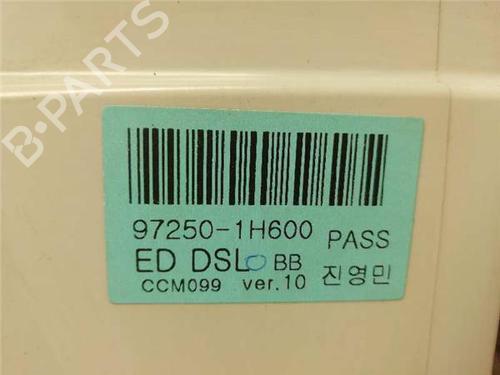 B-PARTS
97250-1H600 PASS
ED DSL BB
CCM099 ver.10 진영민